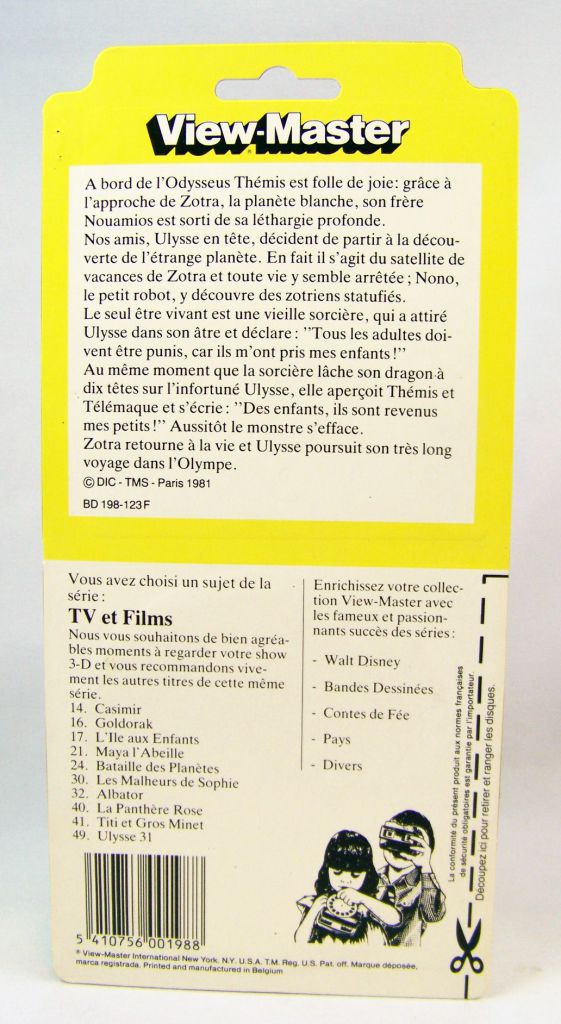 View-Master
A bord de l'Odysseus Thémis est folle de joie: grâce à
l'approche de Zotra, la planète blanche, son frère
Nouamios est sorti de sa léthargie profonde.
Nos amis, Ulysse en tête, décident de partir à la décou-
verte de l'étrange planète. En fait il s'agit du satellite de
vacances de Zotra et toute vie y semble arrêtée ; Nono,
le petit robot, y découvre des zotriens statufiés.
Le seul être vivant est une vieille sorcière, qui a attiré
Ulysse dans son âtre et déclare : ''Tous les adultes doi-
vent être punis, car ils m'ont pris mes enfants !''
Au même moment que la sorcière lâche son dragon à
dix têtes sur l'infortuné Ulysse, elle aperçoit Thémis et
Télémaque et s'écrie : ''Des enfants, ils sont revenus
mes petits !'' Aussitôt le monstre s'efface.
Zotra retourne à la vie et Ulysse poursuit son très long
voyage dans l'Olympe.
© DIC - TMS - Paris 1981
BD 198-123 F
Vous avez choisi un sujet de la
série :
TV et Films
Nous vous souhaitons de bien agréa-
bles moments à regarder votre show
3-D et vous recommandons vive-
ment les autres titres de cette même
série.
14. Casimir
16. Goldorak
17. L'Ile aux Enfants
21. Maya l'Abeille
24. Bataille des Planètes
30. Les Malheurs de Sophie
32. Albator
40. La Panthère Rose
41. Titi et Gros Minet
49. Ulysse 31
Enrichissez votre collec-
tion View-Master avec
les fameux et passion-
nants succès des séries :
- Walt Disney
- Bandes Dessinées
- Contes de Fée
- Pays
- Divers
La conformité du présent produit aux normes françaises
de sécurité obligatoires est garantie par l'importateur.
Découpez ici pour retirer et ranger les disques.
5 410756 001988
® View-Master International New York. N.Y. U.S.A. T.M. Reg. U.S. Pat. off. Marque déposée,
marca registrada. Printed and manufactured in Belgium